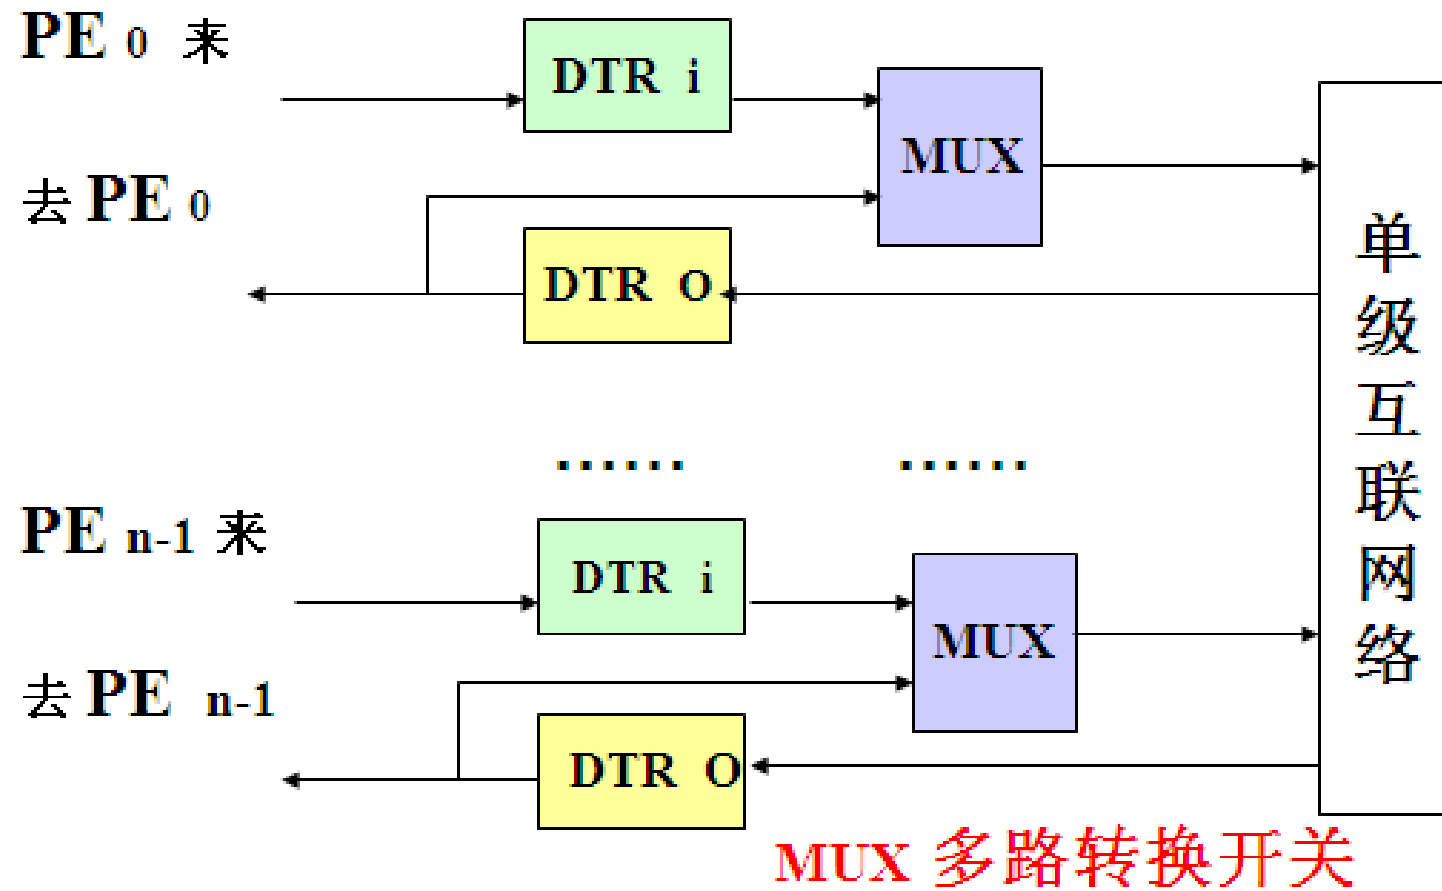 PE 0 来
DTR i
MUX
去 PE 0
DTR O
单级互联网络
...... ......
PE n-1 来
DTR i
MUX
去 PE n-1
DTR O
MUX 多路转换开关